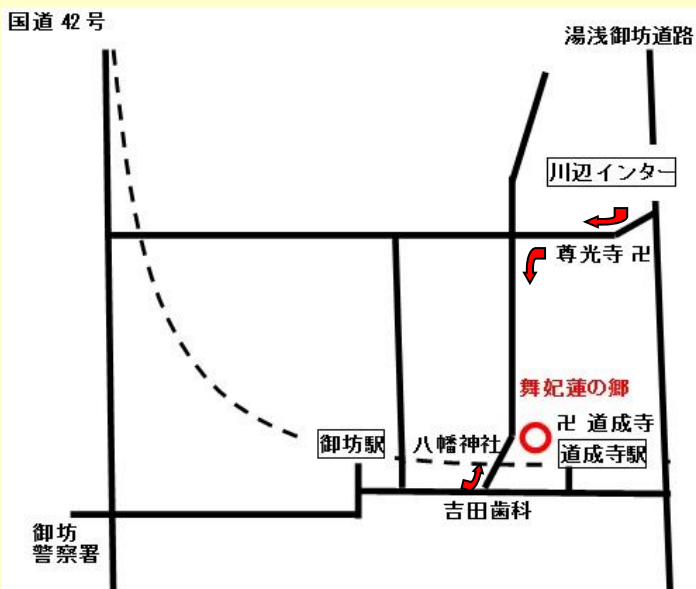 国道 42 号
湯浅御坊道路
川辺インター
尊光寺 卍
舞妃蓮の郷
卍 道成寺
御坊駅
八幡神社
道成寺駅
吉田歯科
御坊
警察署